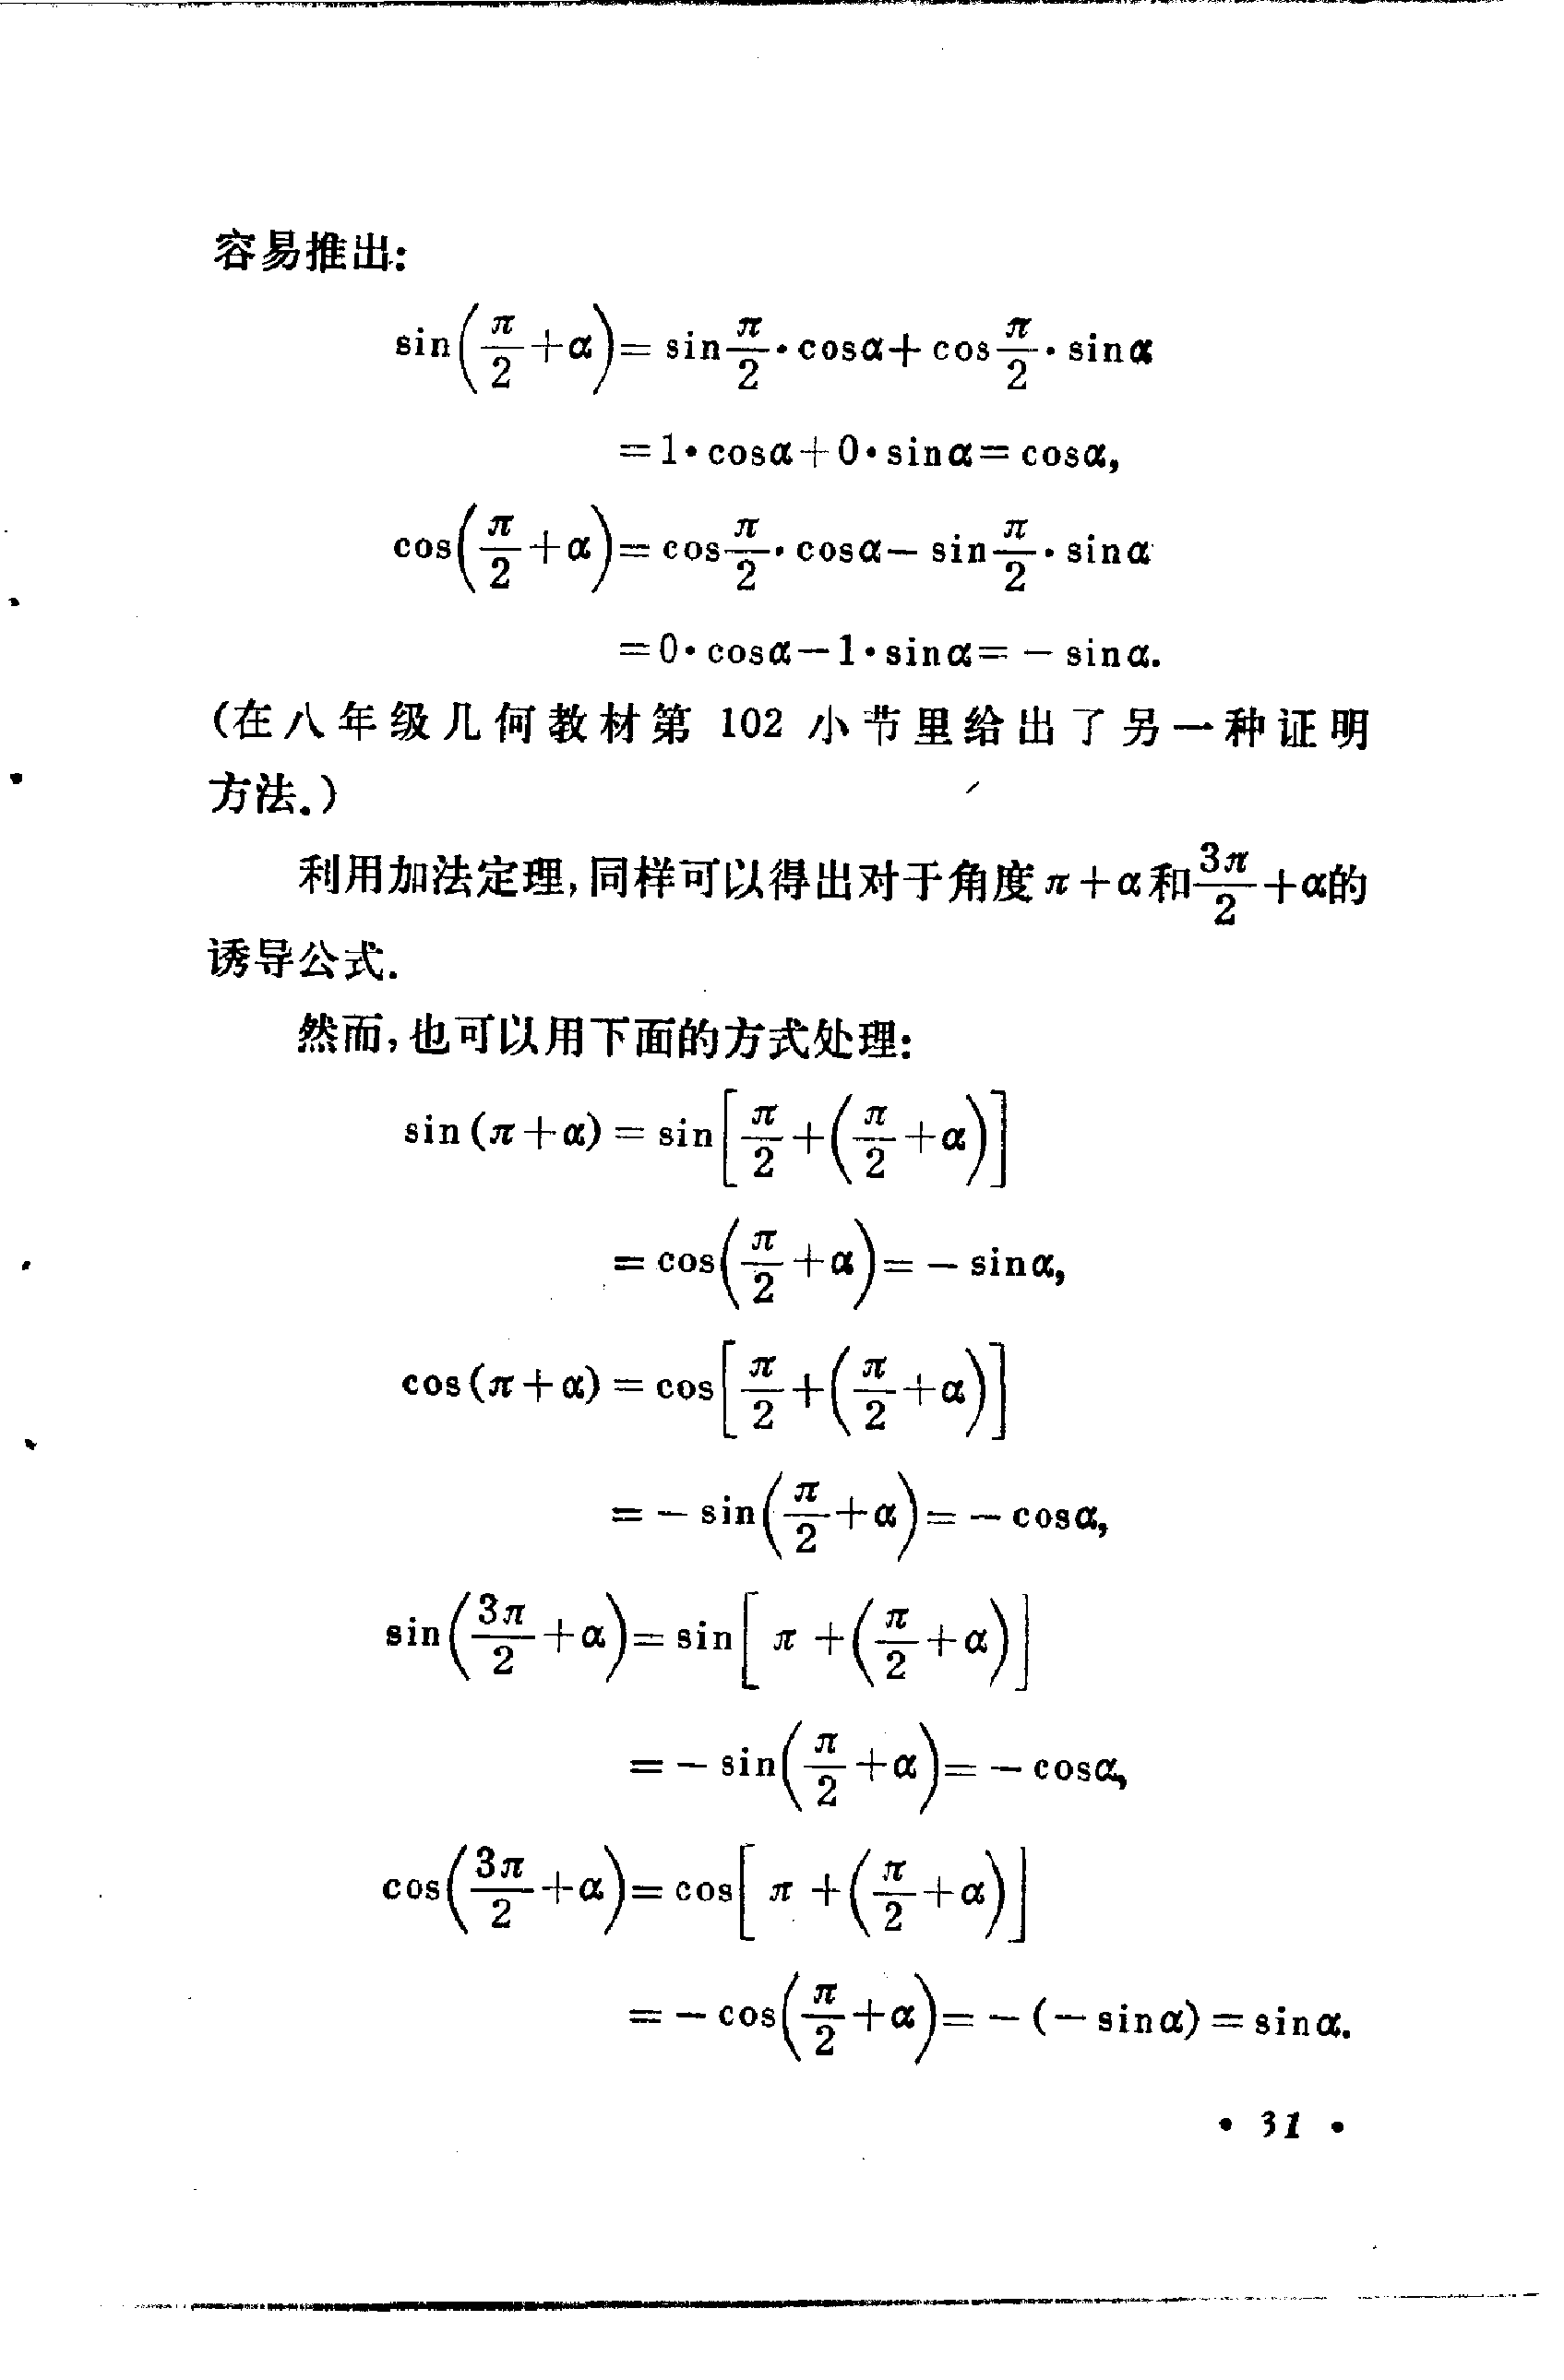 容易推出:
sin(π/2+α)= sin π/2·cosα+cos π/2·sinα
=1·cosα+0·sinα=cosα,
cos(π/2+α)=cos π/2·cosα−sin π/2·sinα
=0·cosα−1·sinα=−sinα.
(在八年级几何教材第 102 小节里给出了另一种证明
方法.)
利用加法定理,同样可以得出对于角度π+α和3π/2+α的
诱导公式.
然而,也可以用下面的方式处理:
sin(π+α)=sin[π/2+(π/2+α)]
=cos(π/2+α)=−sinα,
cos(π+α)=cos[π/2+(π/2+α)]
=−sin(π/2+α)=−cosα,
sin(3π/2+α)=sin[π+(π/2+α)]
=−sin(π/2+α)=−cosα,
cos(3π/2+α)=cos[π+(π/2+α)]
=−cos(π/2+α)=−(−sinα)=sinα.
· 31 ·